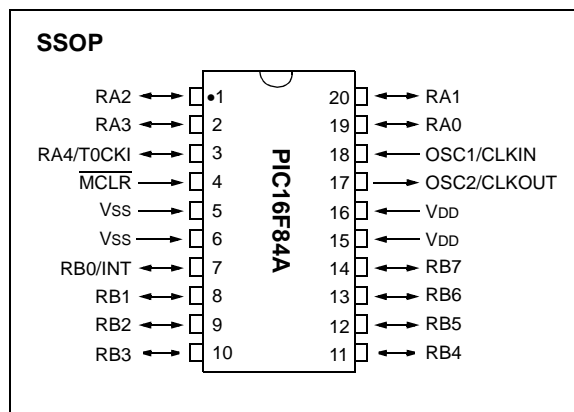 SSOP
RA2 •1 20 RA1
RA3 2 19 RA0
RA4/T0CKI 3 18 OSC1/CLKIN
MCLR 4 17 OSC2/CLKOUT
VSS 5 16 VDD
VSS 6 15 VDD
RB0/INT 7 14 RB7
RB1 8 13 RB6
RB2 9 12 RB5
RB3 10 11 RB4
PIC16F84A